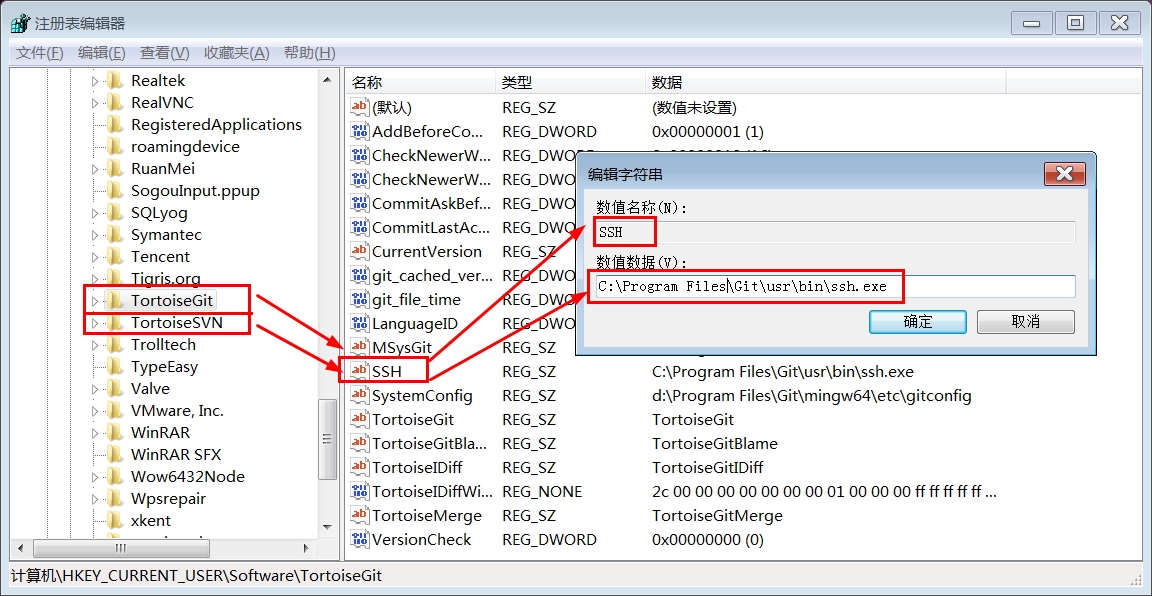 注册表编辑器
文件(F) 编辑(E) 查看(V) 收藏夹(A) 帮助(H)
Realtek
RealVNC
RegisteredApplications
roamingdevice
RuanMei
SogouInput.ppup
SQLyog
Symantec
Tencent
Tigris.org
TortoiseGit
TortoiseSVN
Trolltech
TypeEasy
Valve
VMware, Inc.
WinRAR
WinRAR SFX
Wow6432Node
Wpsrepair
xkent
名称 类型 数据
(默认) REG_SZ (数值未设置)
AddBeforeCo... REG_DWORD 0x00000001 (1)
CheckNewerW... REG_DWO
CheckNewerW... REG_DWO
CommitAskBef... REG_DWO
CommitLastAc... REG_DWO
CurrentVersion REG_SZ
git_cached_ver... REG_DWO
git_file_time REG_DWO
LanguageID REG_DWO
MSysGit REG_SZ
SSH REG_SZ C:\Program Files\Git\usr\bin\ssh.exe
SystemConfig REG_SZ d:\Program Files\Git\mingw64\etc\gitconfig
TortoiseGit REG_SZ TortoiseGit
TortoiseGitBla... REG_SZ TortoiseGitBlame
TortoiseIDiff REG_SZ TortoiseGitIDiff
TortoiseIDiffWi... REG_NONE 2c 00 00 00 00 00 00 00 01 00 00 00 ff ff ff ff ff ...
TortoiseMerge REG_SZ TortoiseGitMerge
VersionCheck REG_DWORD 0x00000000 (0)
编辑字符串
数值名称(N):
SSH
数值数据(V):
C:\Program Files\Git\usr\bin\ssh.exe
确定 取消
计算机\HKEY_CURRENT_USER\Software\TortoiseGit